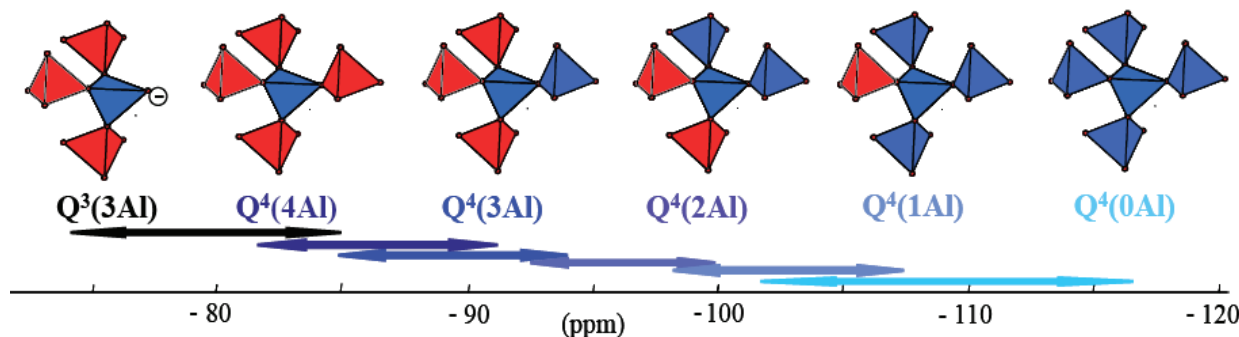 ⊖
Q³(3Al) Q⁴(4Al) Q⁴(3Al) Q⁴(2Al) Q⁴(1Al) Q⁴(0Al)
- 80 - 90 (ppm) -100 -110 -120